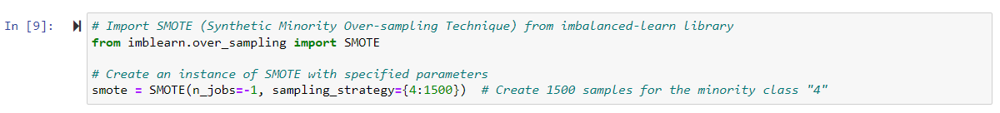 In [9]:
# Import SMOTE (Synthetic Minority Over-sampling Technique) from imbalanced-learn library
from imblearn.over_sampling import SMOTE
# Create an instance of SMOTE with specified parameters
smote = SMOTE(n_jobs=-1, sampling_strategy={4:1500})  # Create 1500 samples for the minority class "4"